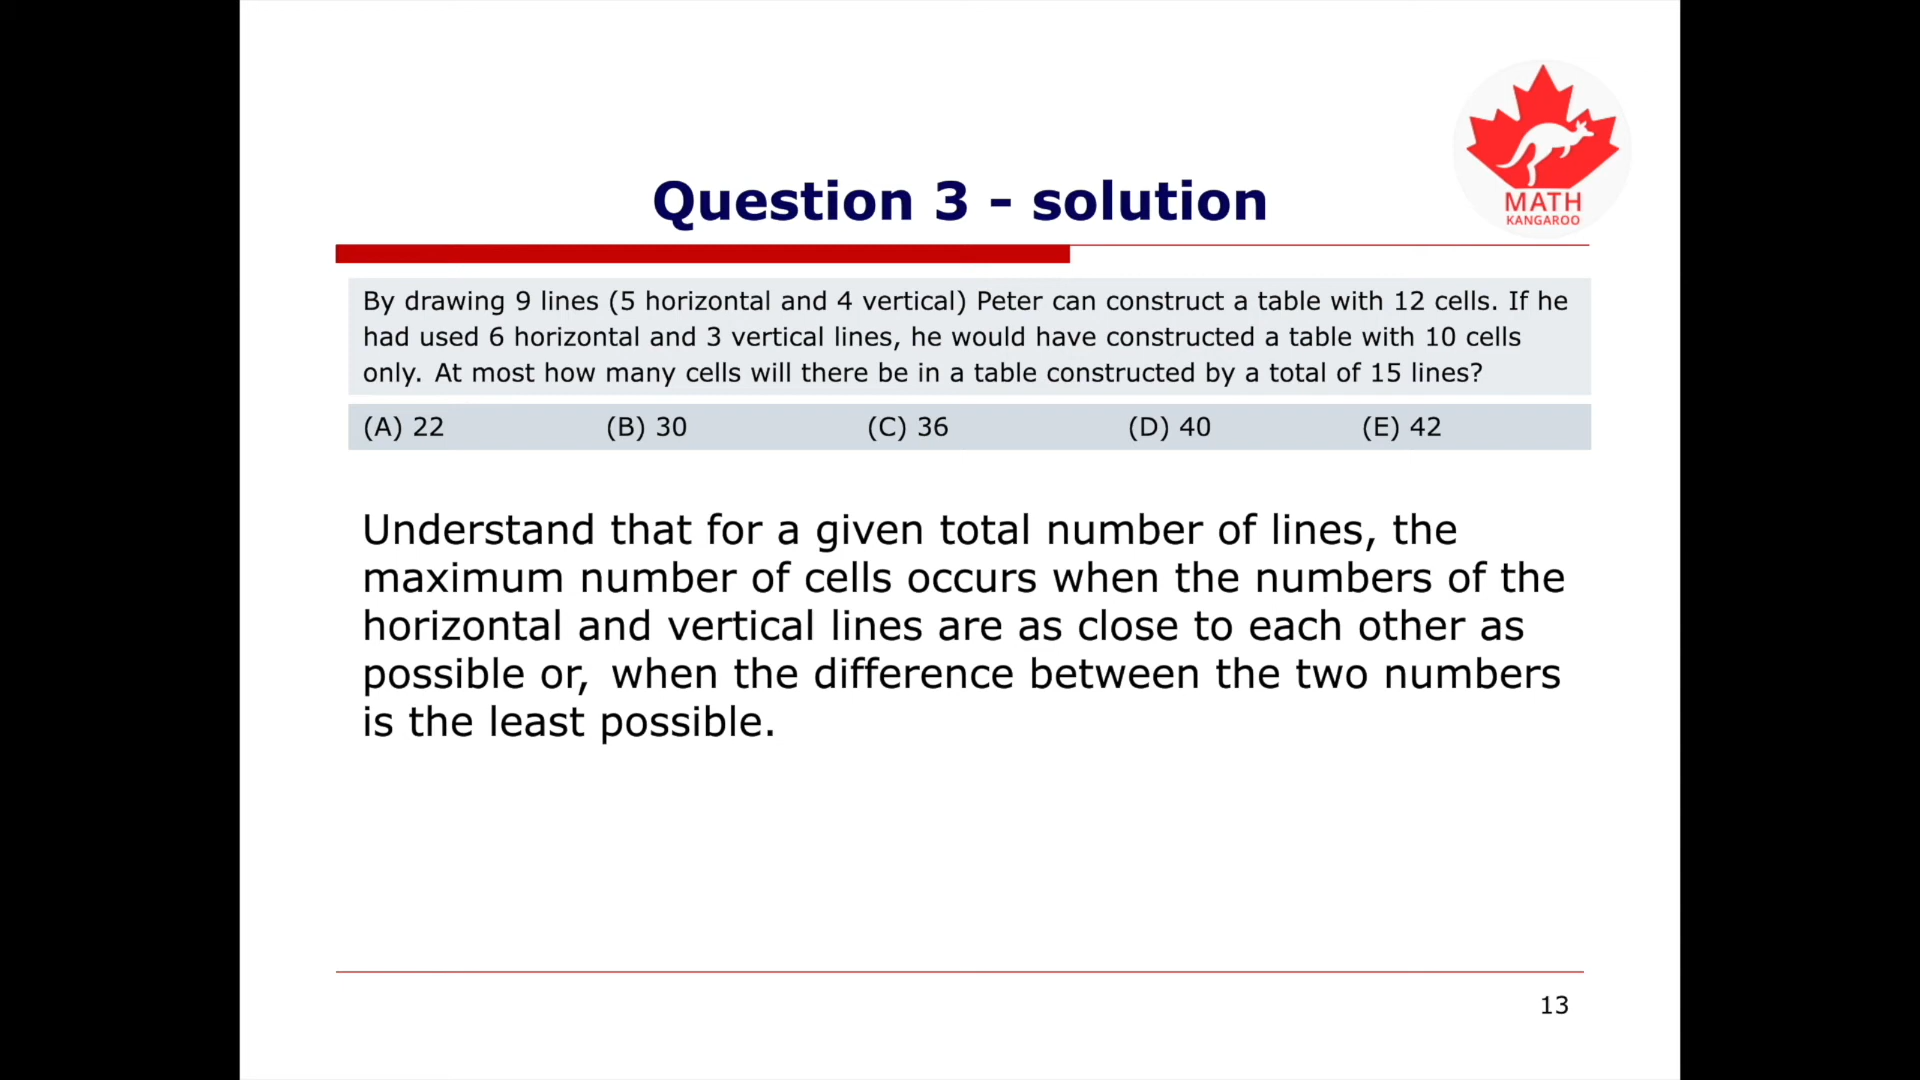 MATH
KANGAROO
Question 3 – solution
By drawing 9 lines (5 horizontal and 4 vertical) Peter can construct a table with 12 cells. If he
had used 6 horizontal and 3 vertical lines, he would have constructed a table with 10 cells
only. At most how many cells will there be in a table constructed by a total of 15 lines?
(A) 22 (B) 30 (C) 36 (D) 40 (E) 42
Understand that for a given total number of lines, the
maximum number of cells occurs when the numbers of the
horizontal and vertical lines are as close to each other as
possible or, when the difference between the two numbers
is the least possible.
13